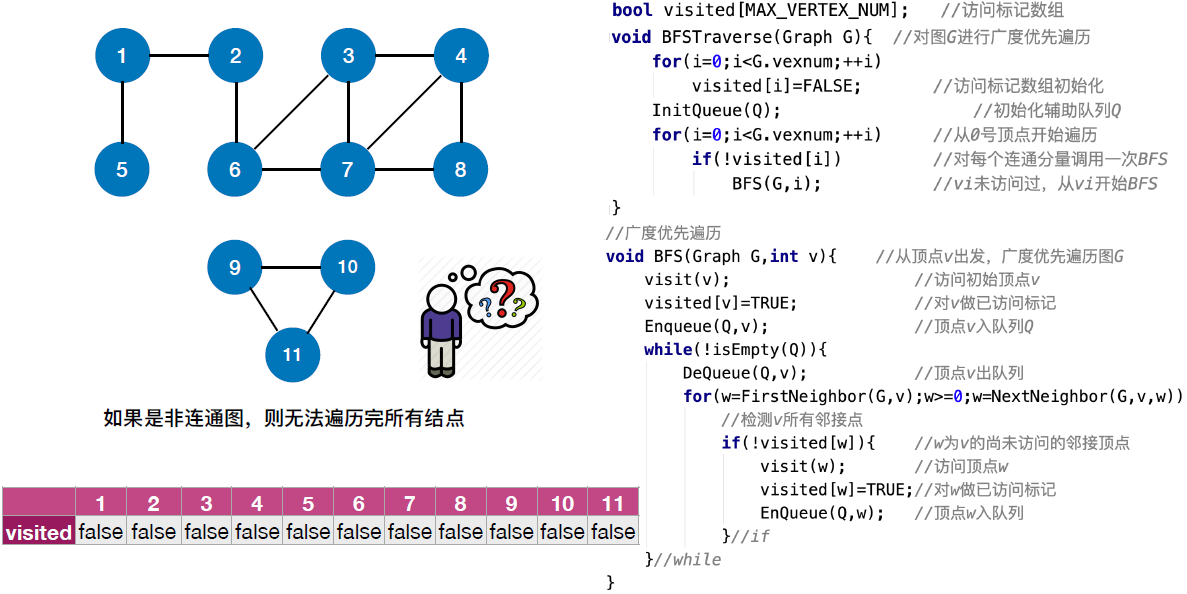 1 2 3 4
5 6 7 8
9 10
11
? ? ?
如果是非连通图，则无法遍历完所有结点
1 2 3 4 5 6 7 8 9 10 11
visited false false false false false false false false false false false
bool visited[MAX_VERTEX_NUM]; //访问标记数组
void BFSTraverse(Graph G){ //对图G进行广度优先遍历
for(i=0;i<G.vexnum;++i)
visited[i]=FALSE; //访问标记数组初始化
InitQueue(Q); //初始化辅助队列Q
for(i=0;i<G.vexnum;++i) //从0号顶点开始遍历
if(!visited[i]) //对每个连通分量调用一次BFS
BFS(G,i); //vi未访问过，从vi开始BFS
}
//广度优先遍历
void BFS(Graph G,int v){ //从顶点v出发，广度优先遍历图G
visit(v); //访问初始顶点v
visited[v]=TRUE; //对v做已访问标记
Enqueue(Q,v); //顶点v入队列Q
while(!isEmpty(Q)){
DeQueue(Q,v); //顶点v出队列
for(w=FirstNeighbor(G,v);w>=0;w=NextNeighbor(G,v,w))
//检测v所有邻接点
if(!visited[w]){ //w为v的尚未访问的邻接顶点
visit(w); //访问顶点w
visited[w]=TRUE;//对w做已访问标记
EnQueue(Q,w); //顶点w入队列
}//if
}//while
}